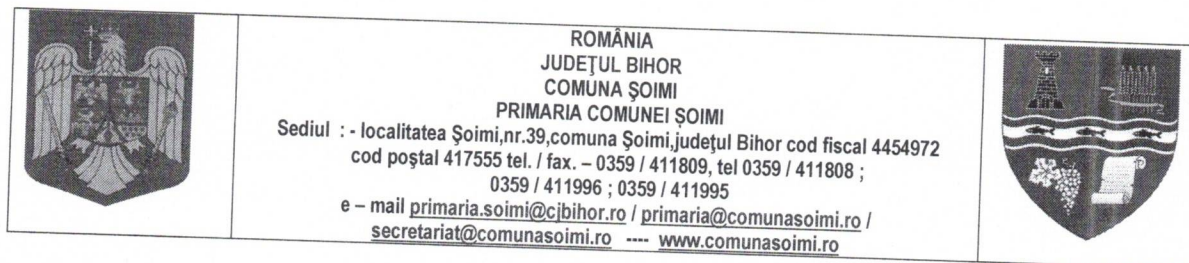 ROMÂNIA
JUDEŢUL BIHOR
COMUNA ŞOIMI
PRIMARIA COMUNEI ȘOIMI
Sediul : - localitatea Şoimi,nr.39,comuna Şoimi,judeţul Bihor cod fiscal 4454972
cod poştal 417555 tel. / fax. – 0359 / 411809, tel 0359 / 411808 ;
0359 / 411996 ; 0359 / 411995
e – mail primaria.soimi@cjbihor.ro / primaria@comunasoimi.ro /
secretariat@comunasoimi.ro ---- www.comunasoimi.ro